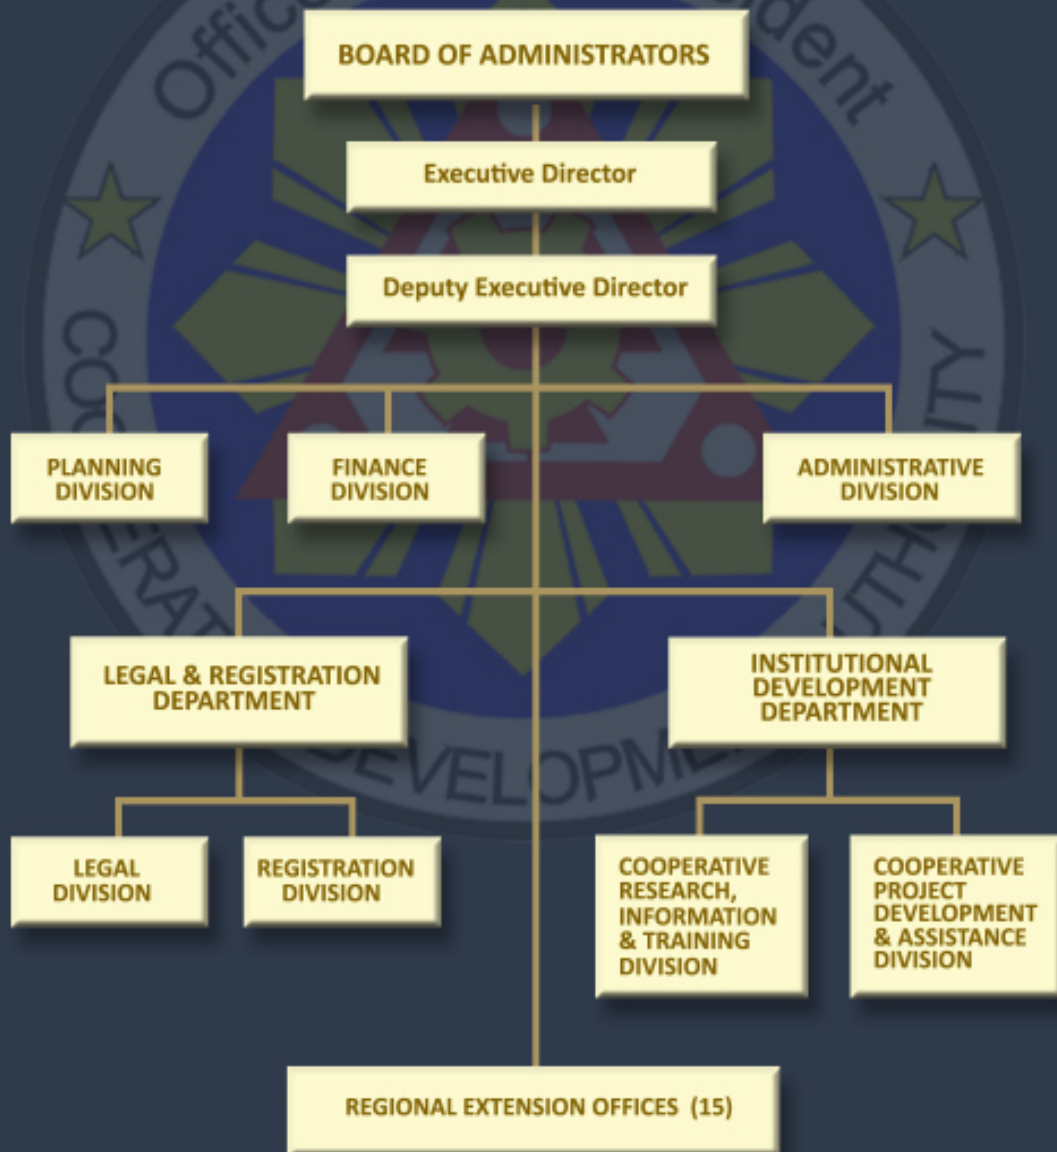 Office
dent
BOARD OF ADMINISTRATORS
Executive Director
Deputy Executive Director
PLANNING
DIVISION
FINANCE
DIVISION
ADMINISTRATIVE
DIVISION
LEGAL & REGISTRATION
DEPARTMENT
INSTITUTIONAL
DEVELOPMENT
DEPARTMENT
LEGAL
DIVISION
REGISTRATION
DIVISION
COOPERATIVE
RESEARCH,
INFORMATION
& TRAINING
DIVISION
COOPERATIVE
PROJECT
DEVELOPMENT
& ASSISTANCE
DIVISION
REGIONAL EXTENSION OFFICES (15)